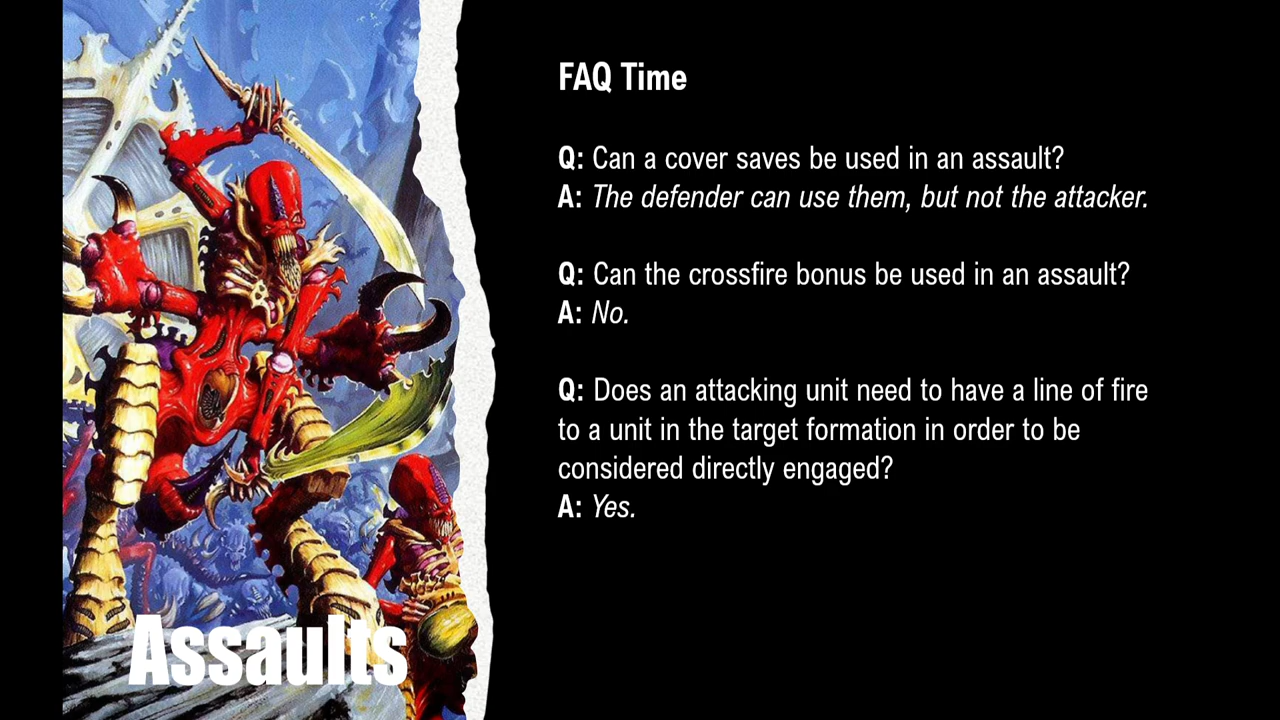 FAQ Time
Q: Can a cover saves be used in an assault?
A: The defender can use them, but not the attacker.
Q: Can the crossfire bonus be used in an assault?
A: No.
Q: Does an attacking unit need to have a line of fire
to a unit in the target formation in order to be
considered directly engaged?
A: Yes.
Assaults